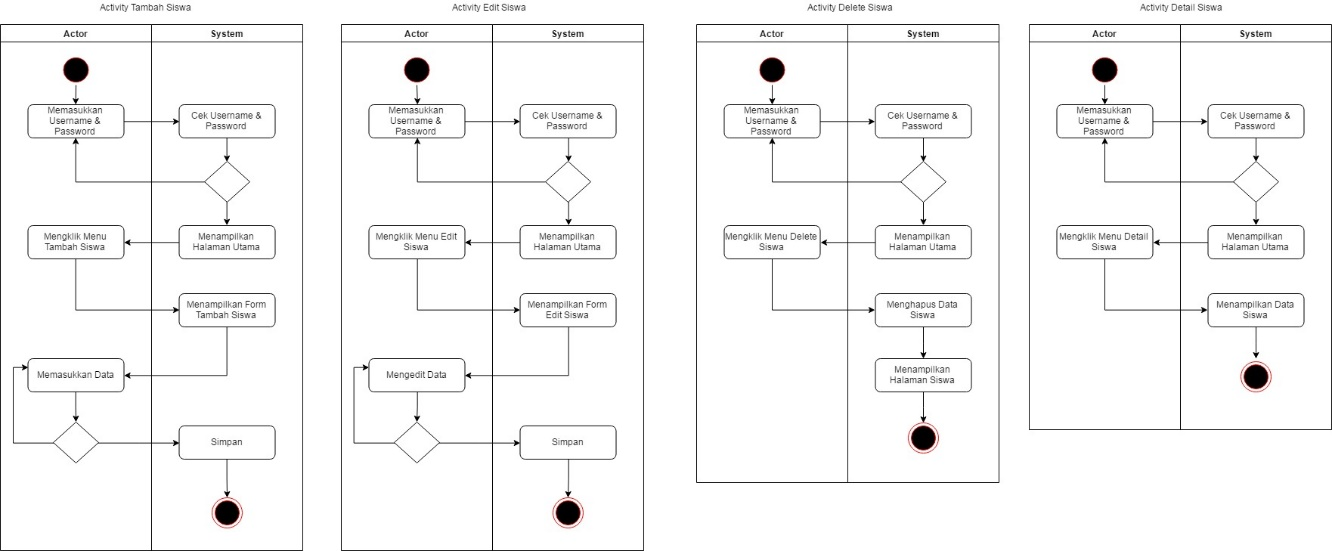 Activity Tambah Siswa
Actor
System
Memasukkan
Username &
Password
Cek Username &
Password
Mengklik Menu
Tambah Siswa
Menampilkan
Halaman Utama
Menampilkan Form
Tambah Siswa
Memasukkan Data
Simpan
Activity Edit Siswa
Actor
System
Memasukkan
Username &
Password
Cek Username &
Password
Mengklik Menu Edit
Siswa
Menampilkan
Halaman Utama
Menampilkan Form
Edit Siswa
Mengedit Data
Simpan
Activity Delete Siswa
Actor
System
Memasukkan
Username &
Password
Cek Username &
Password
Mengklik Menu Delete
Siswa
Menampilkan
Halaman Utama
Menghapus Data
Siswa
Menampilkan
Halaman Siswa
Activity Detail Siswa
Actor
System
Memasukkan
Username &
Password
Cek Username &
Password
Mengklik Menu Detail
Siswa
Menampilkan
Halaman Utama
Menampilkan Data
Siswa